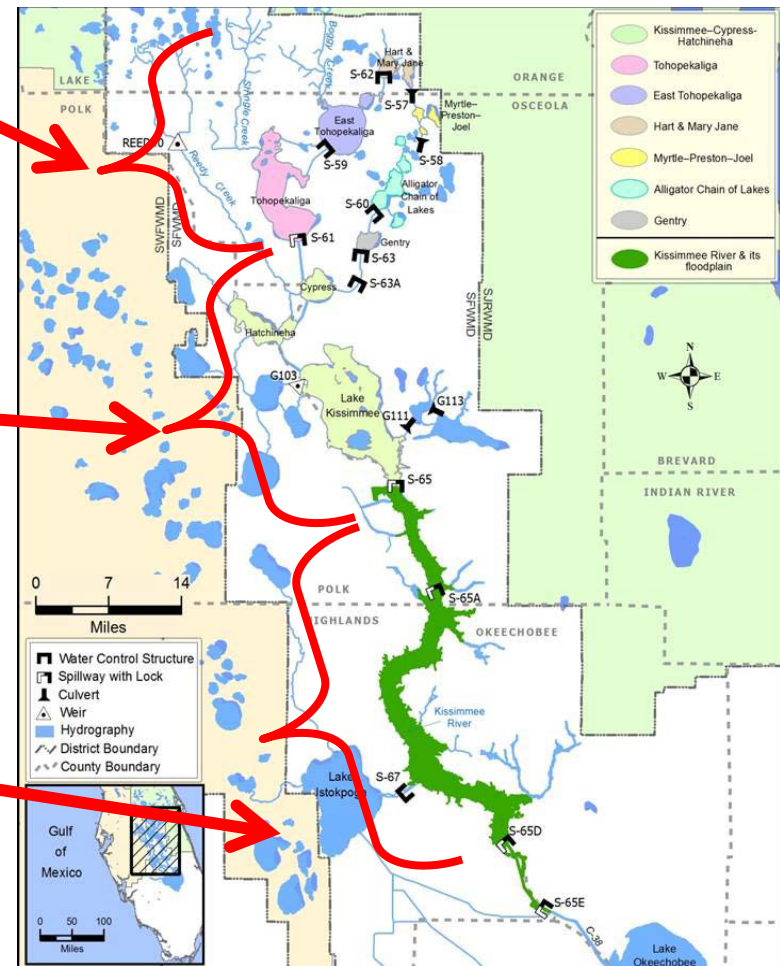 Kissimmee–Cypress-
Hatchineha
Tohopekaliga
East Tohopekaliga
Hart & Mary Jane
Myrtle–Preston–Joel
Alligator Chain of Lakes
Gentry
Kissimmee River & its
floodplain
LAKE
POLK
ORANGE
OSCEOLA
Shingle Creek
Boggy Creek
Hart &
Mary Jane
S-62
S-57
Myrtle–
Preston–
Joel
East
Tohopekaliga
S-59
S-58
REEDY
Reedy Creek
SWFWMD
SFWMD
Tohopekaliga
Alligator
Chain of
Lakes
S-60
S-61
Gentry
S-63
S-63A
Cypress
Hatchineha
SFWMD
SJRWMD
N
W
E
S
G103
Lake
Kissimmee
G111
G113
S-65
BREVARD
INDIAN RIVER
0 7 14
Miles
POLK
HIGHLANDS
S-65A
OKEECHOBEE
Water Control Structure
Spillway with Lock
Culvert
Weir
Hydrography
District Boundary
County Boundary
Kissimmee
River
Lake
Istokpoga
S-67
S-65D
S-65E
C-38
Lake
Okeechobee
Gulf
of
Mexico
0 50 100
Miles